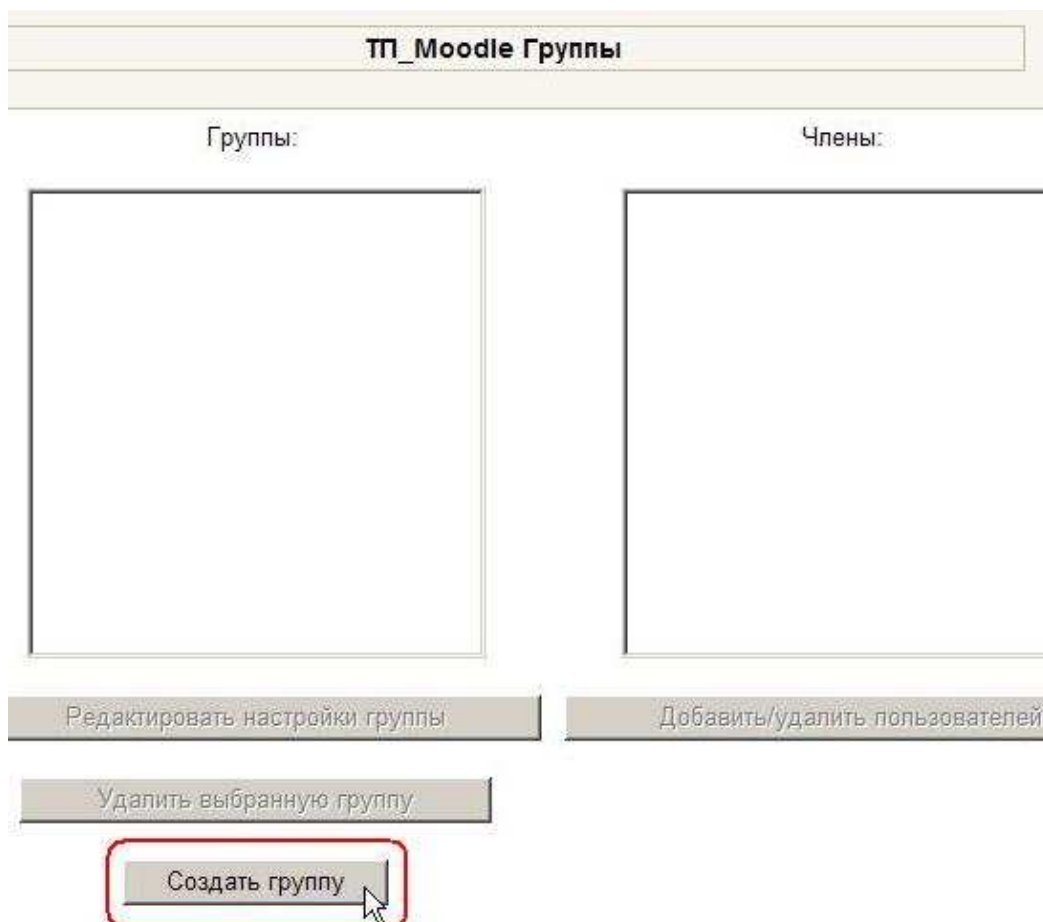 ТП_Moodle Группы
Группы:
Члены:
Редактировать настройки группы
Добавить/удалить пользователей
Удалить выбранную группу
Создать группу